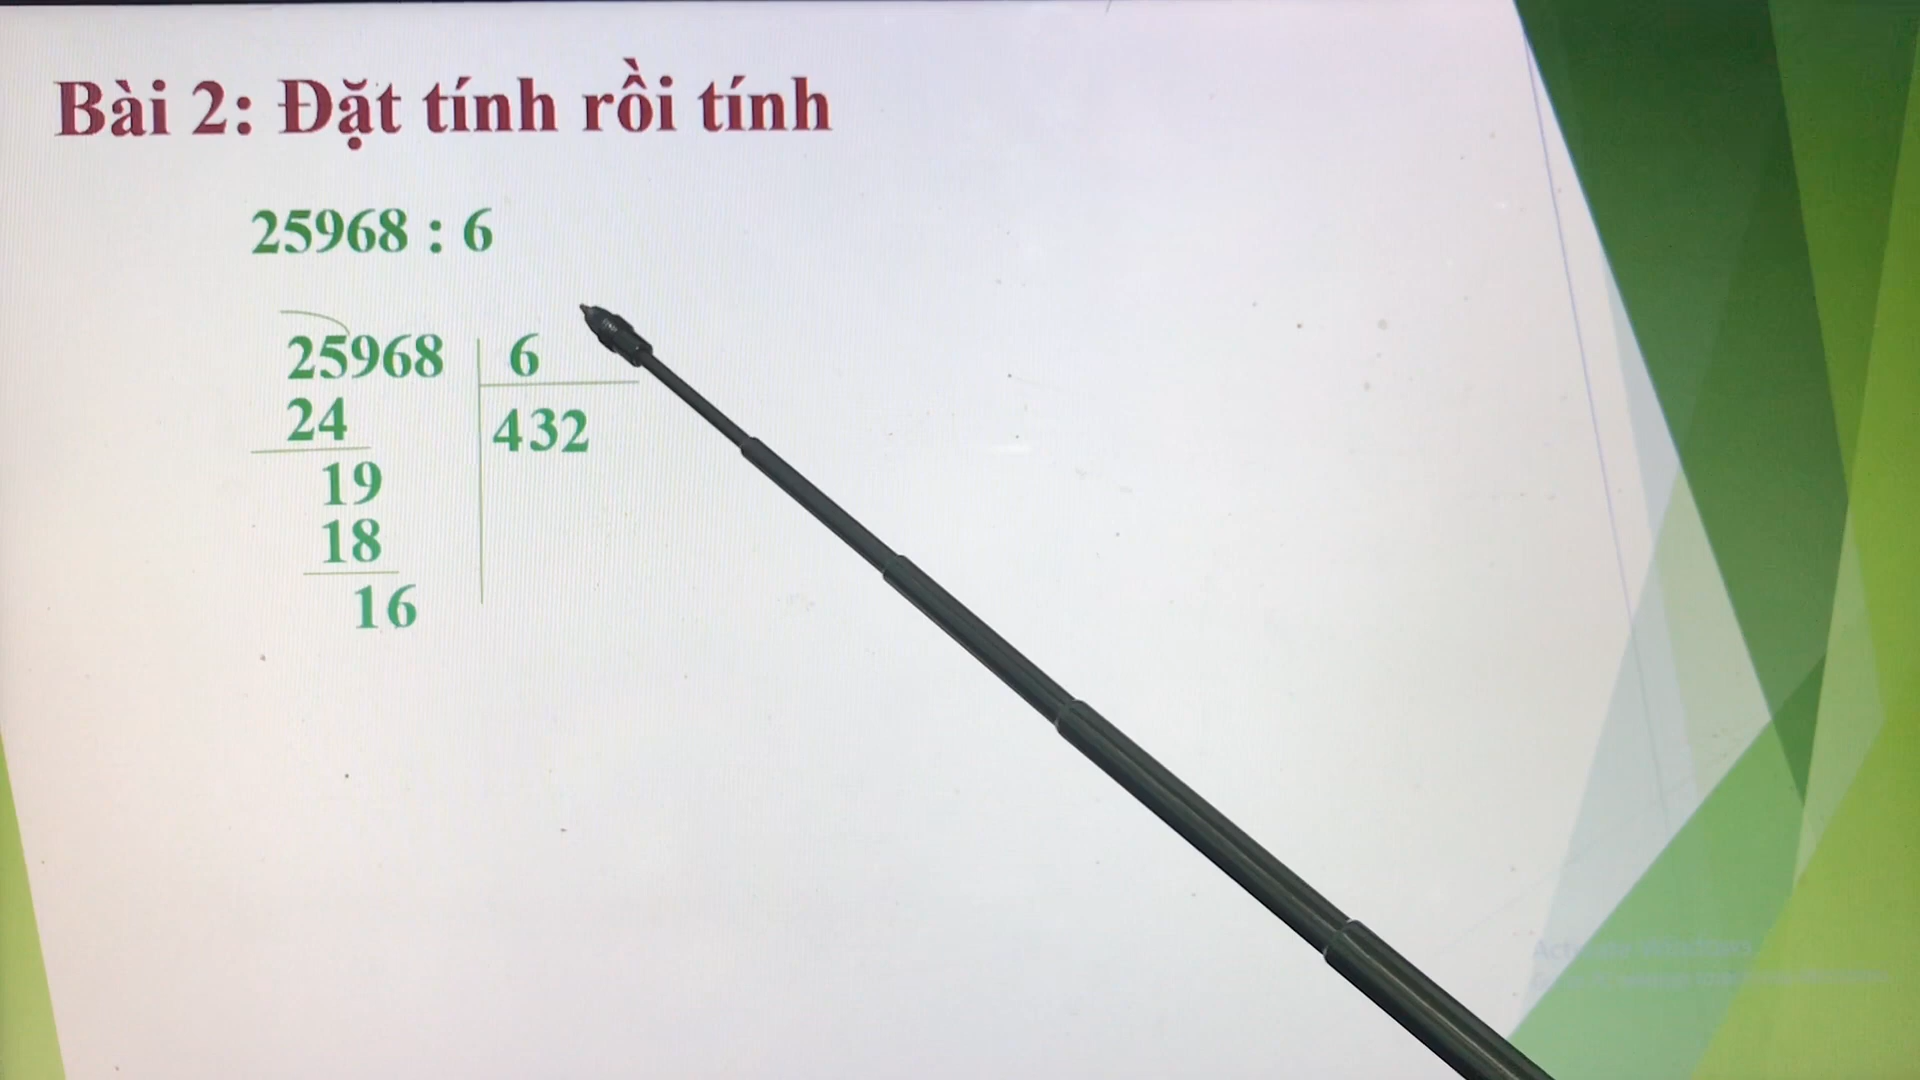 Bài 2: Đặt tính rồi tính
25968 : 6
25968 6
24 432
19
18
16